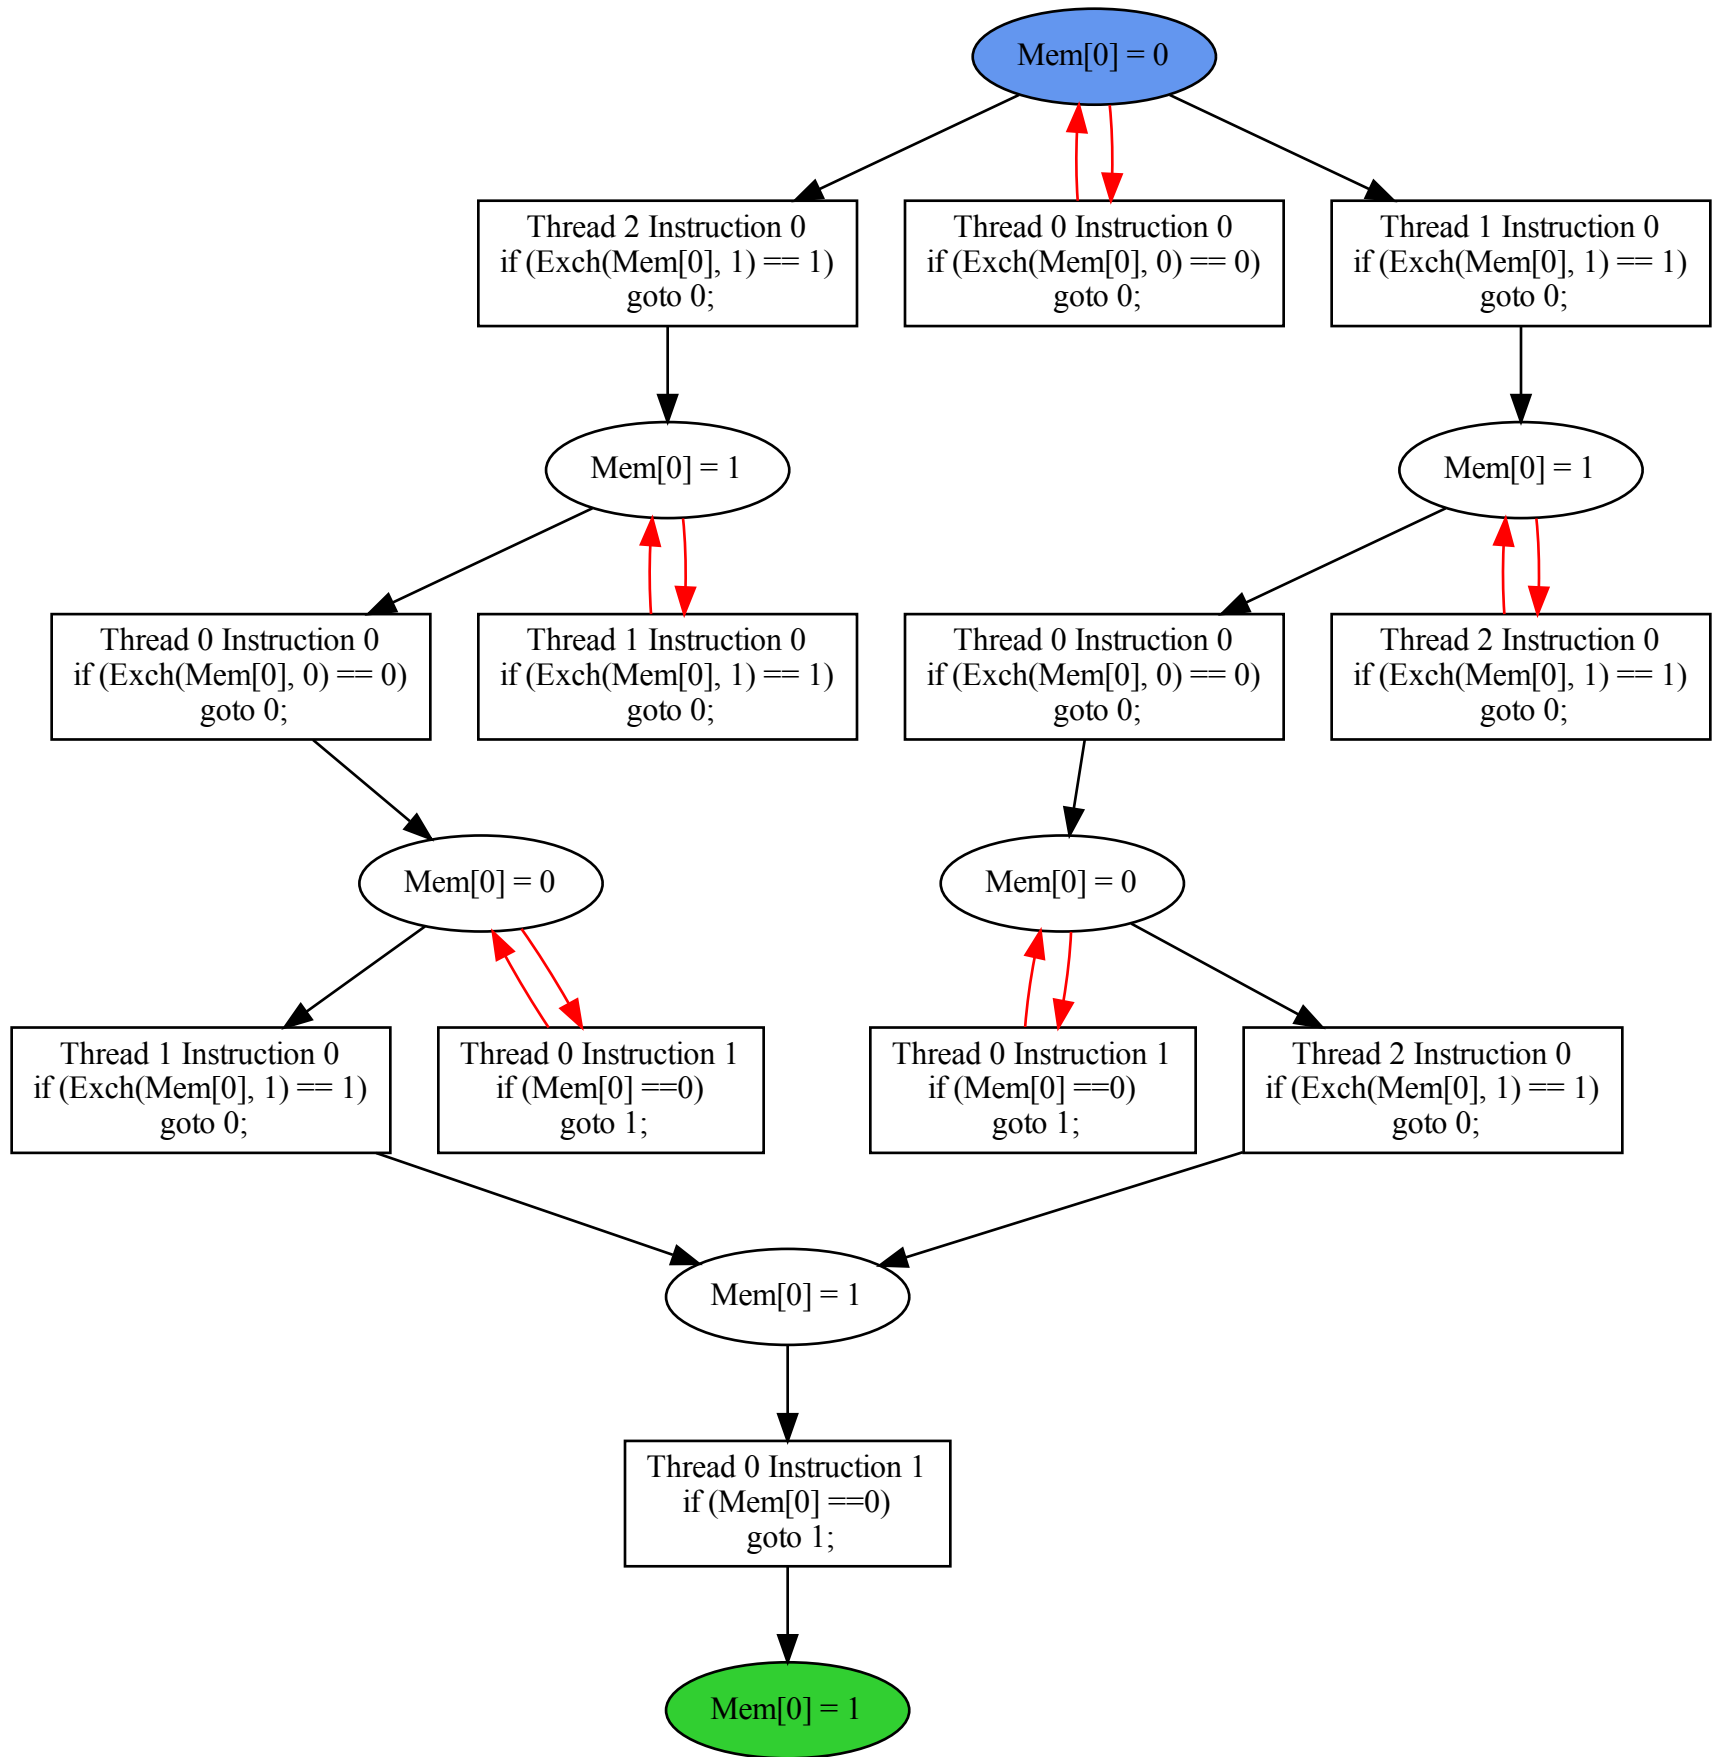 Mem[0] = 0
Thread 2 Instruction 0
if (Exch(Mem[0], 1) == 1)
goto 0;
Thread 0 Instruction 0
if (Exch(Mem[0], 0) == 0)
goto 0;
Thread 1 Instruction 0
if (Exch(Mem[0], 1) == 1)
goto 0;
Mem[0] = 1
Mem[0] = 1
Thread 0 Instruction 0
if (Exch(Mem[0], 0) == 0)
goto 0;
Thread 1 Instruction 0
if (Exch(Mem[0], 1) == 1)
goto 0;
Thread 0 Instruction 0
if (Exch(Mem[0], 0) == 0)
goto 0;
Thread 2 Instruction 0
if (Exch(Mem[0], 1) == 1)
goto 0;
Mem[0] = 0
Mem[0] = 0
Thread 1 Instruction 0
if (Exch(Mem[0], 1) == 1)
goto 0;
Thread 0 Instruction 1
if (Mem[0] ==0)
goto 1;
Thread 0 Instruction 1
if (Mem[0] ==0)
goto 1;
Thread 2 Instruction 0
if (Exch(Mem[0], 1) == 1)
goto 0;
Mem[0] = 1
Thread 0 Instruction 1
if (Mem[0] ==0)
goto 1;
Mem[0] = 1